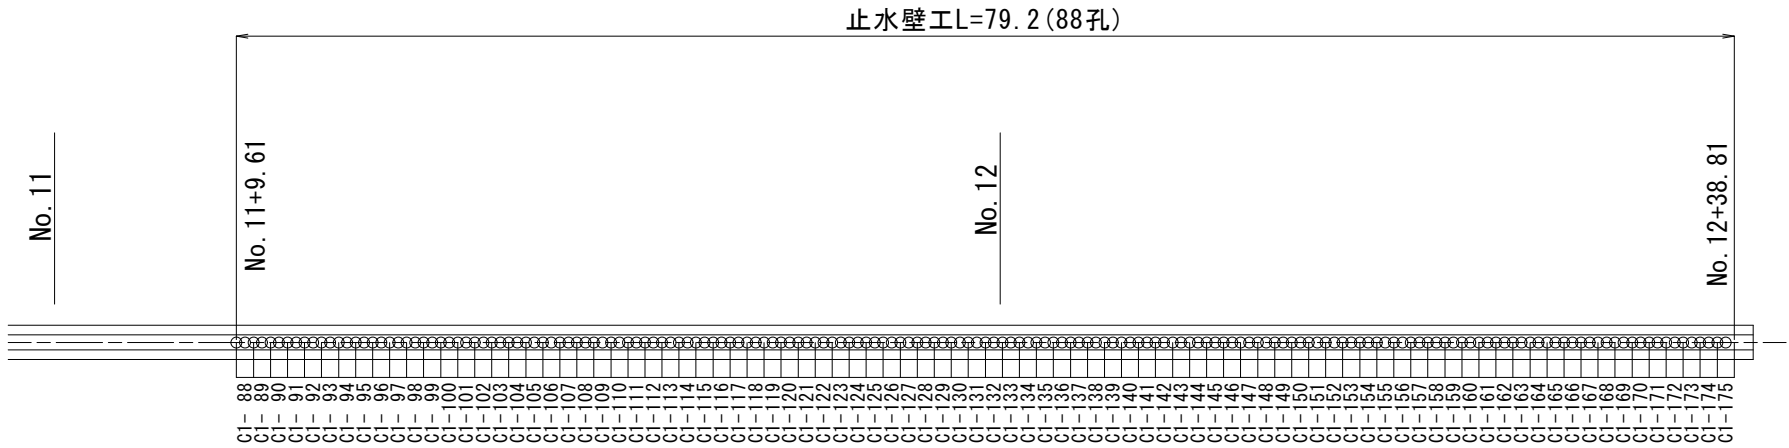 止水壁工L=79.2(88孔)
No.11
No.11+9.61
No.12
No.12+38.81
C1- 88
C1- 89
C1- 90
C1- 91
C1- 92
C1- 93
C1- 94
C1- 95
C1- 96
C1- 97
C1- 98
C1- 99
C1-100
C1-101
C1-102
C1-103
C1-104
C1-105
C1-106
C1-107
C1-108
C1-109
C1-110
C1-111
C1-112
C1-113
C1-114
C1-115
C1-116
C1-117
C1-118
C1-119
C1-120
C1-121
C1-122
C1-123
C1-124
C1-125
C1-126
C1-127
C1-128
C1-129
C1-130
C1-131
C1-132
C1-133
C1-134
C1-135
C1-136
C1-137
C1-138
C1-139
C1-140
C1-141
C1-142
C1-143
C1-144
C1-145
C1-146
C1-147
C1-148
C1-149
C1-150
C1-151
C1-152
C1-153
C1-154
C1-155
C1-156
C1-157
C1-158
C1-159
C1-160
C1-161
C1-162
C1-163
C1-164
C1-165
C1-166
C1-167
C1-168
C1-169
C1-170
C1-171
C1-172
C1-173
C1-174
C1-175